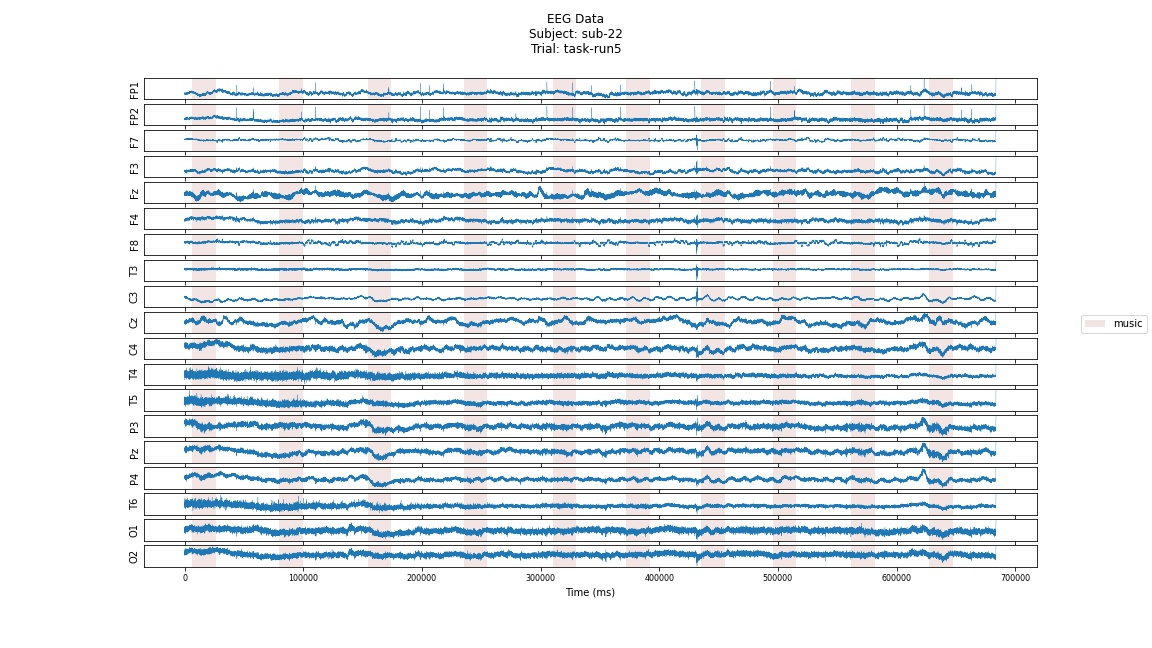 EEG Data
Subject: sub-22
Trial: task-run5
FP1
FP2
F7
F3
Fz
F4
F8
T3
C3
Cz
C4
T4
T5
P3
Pz
P4
T6
O1
O2
music
0 100000 200000 300000 400000 500000 600000 700000
Time (ms)